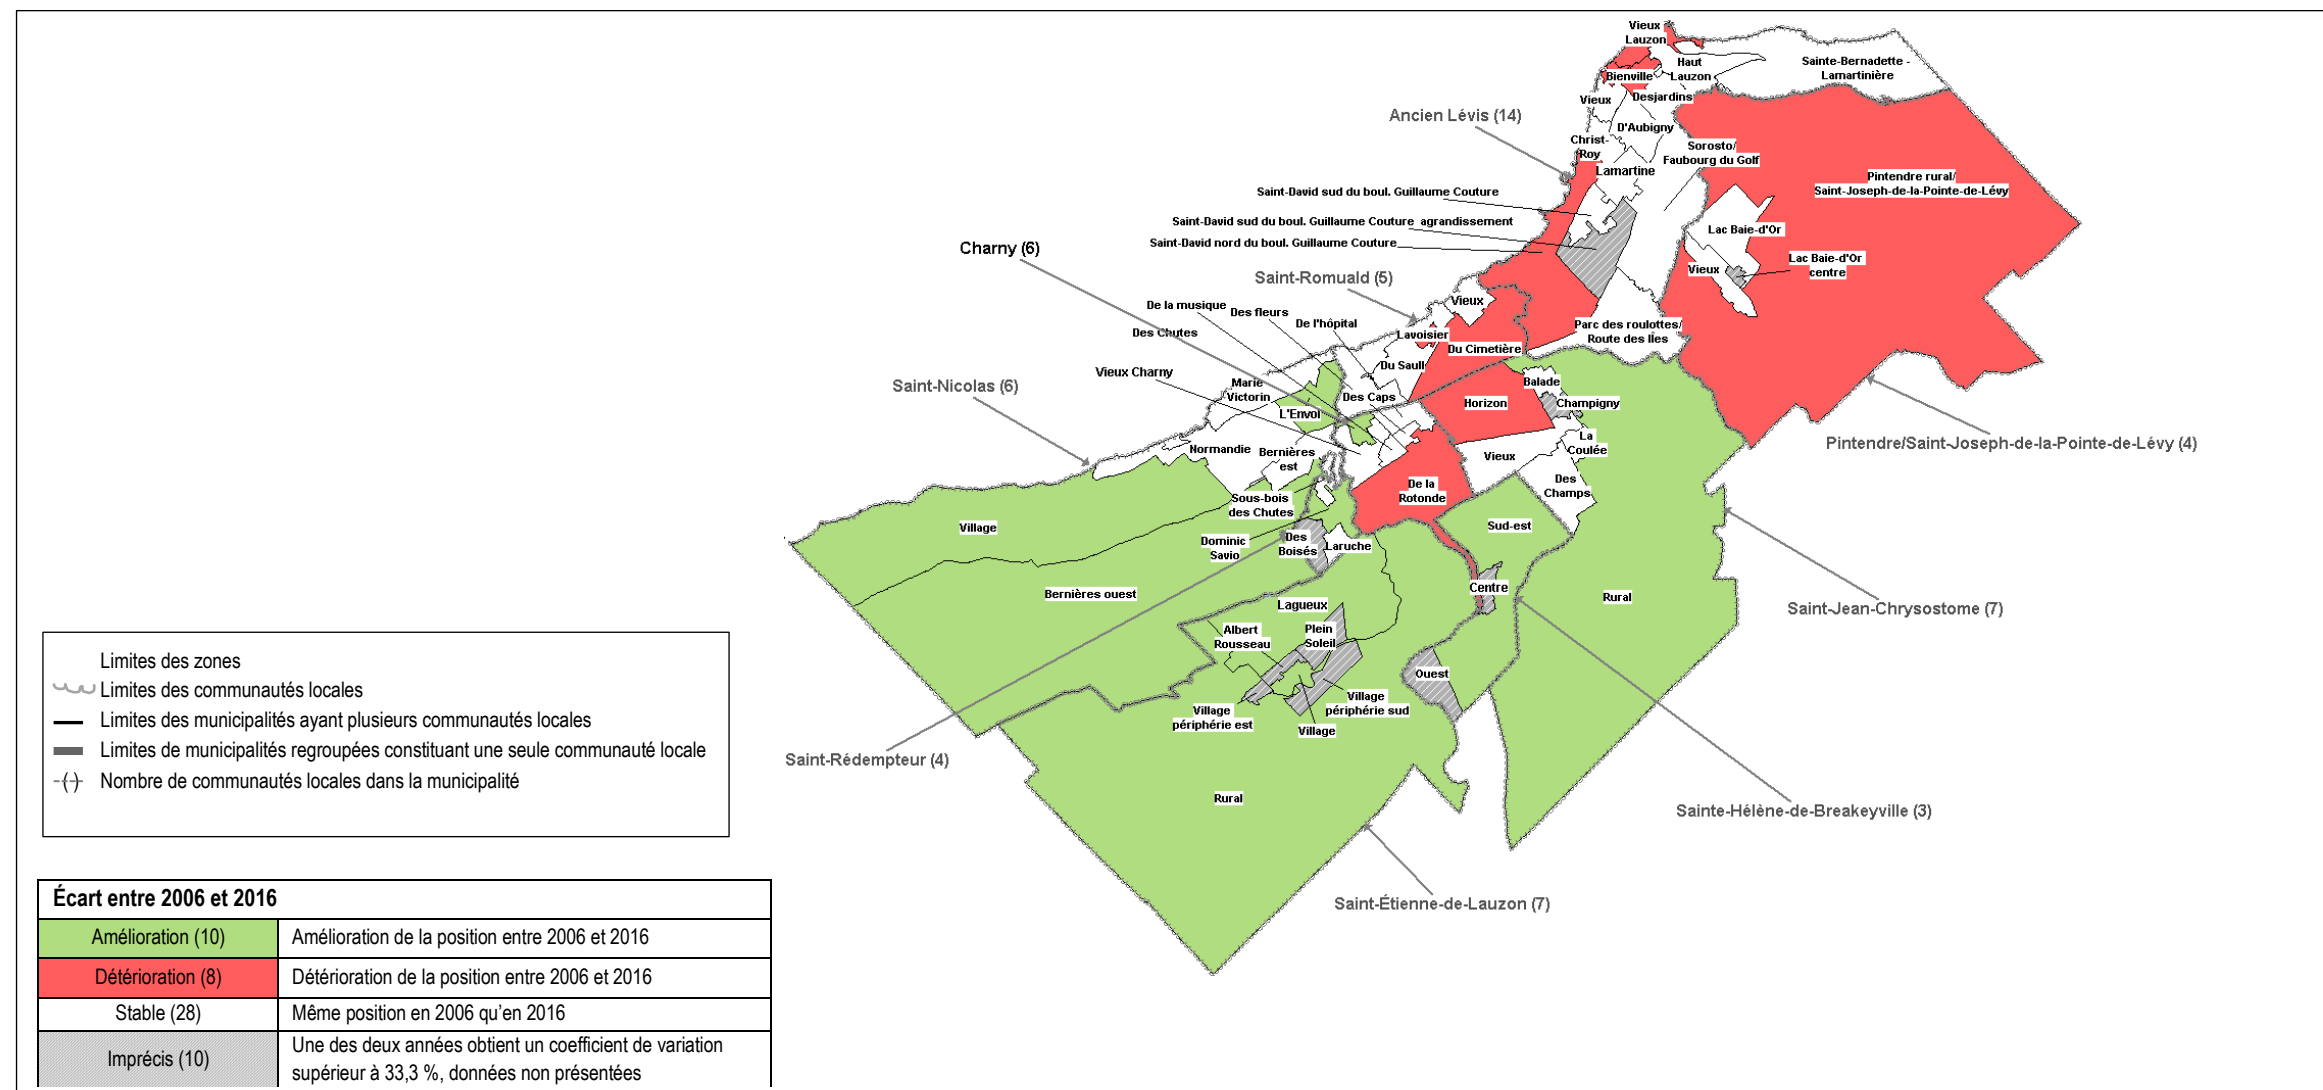 Vieux
Lauzon
Haut
Lauzon
Sainte-Bernadette -
Lamartinière
Bienville
Vieux
Desjardins
Ancien Lévis (14)
D'Aubigny
Christ-
Roy
Sorosto/
Faubourg du Golf
Lamartine
Pintendre rural/
Saint-Joseph-de-la-Pointe-de-Lévy
Saint-David sud du boul. Guillaume Couture
Saint-David sud du boul. Guillaume Couture agrandissement
Saint-David nord du boul. Guillaume Couture
Lac Baie-d'Or
Lac Baie-d'Or
centre
Vieux
Charny (6)
Saint-Romuald (5)
De la musique
Des fleurs
De l'hôpital
Des Chutes
Vieux
Lavoisier
Du Cimetière
Parc des roulottes/
Route des Iles
Vieux Charny
Du Sault
Saint-Nicolas (6)
Marie
Victorin
L'Envol
Des Caps
Horizon
Balade
Champigny
Pintendre/Saint-Joseph-de-la-Pointe-de-Lévy (4)
Normandie
Bernières
est
Vieux
La
Coulée
Des
Champs
De la
Rotonde
Sous-bois
des Chutes
Village
Sud-est
Dominic
Savio
Des
Boisés
Laruche
Bernières ouest
Centre
Rural
Saint-Jean-Chrysostome (7)
Lagueux
Albert
Rousseau
Plein
Soleil
Ouest
Village
périphérie sud
Village
périphérie est
Village
Saint-Rédempteur (4)
Rural
Sainte-Hélène-de-Breakeyville (3)
Saint-Étienne-de-Lauzon (7)
Limites des zones
Limites des communautés locales
Limites des municipalités ayant plusieurs communautés locales
Limites de municipalités regroupées constituant une seule communauté locale
-(-)- Nombre de communautés locales dans la municipalité
Écart entre 2006 et 2016
Amélioration (10) Amélioration de la position entre 2006 et 2016
Détérioration (8) Détérioration de la position entre 2006 et 2016
Stable (28) Même position en 2006 qu'en 2016
Imprécis (10) Une des deux années obtient un coefficient de variation
supérieur à 33,3 %, données non présentées